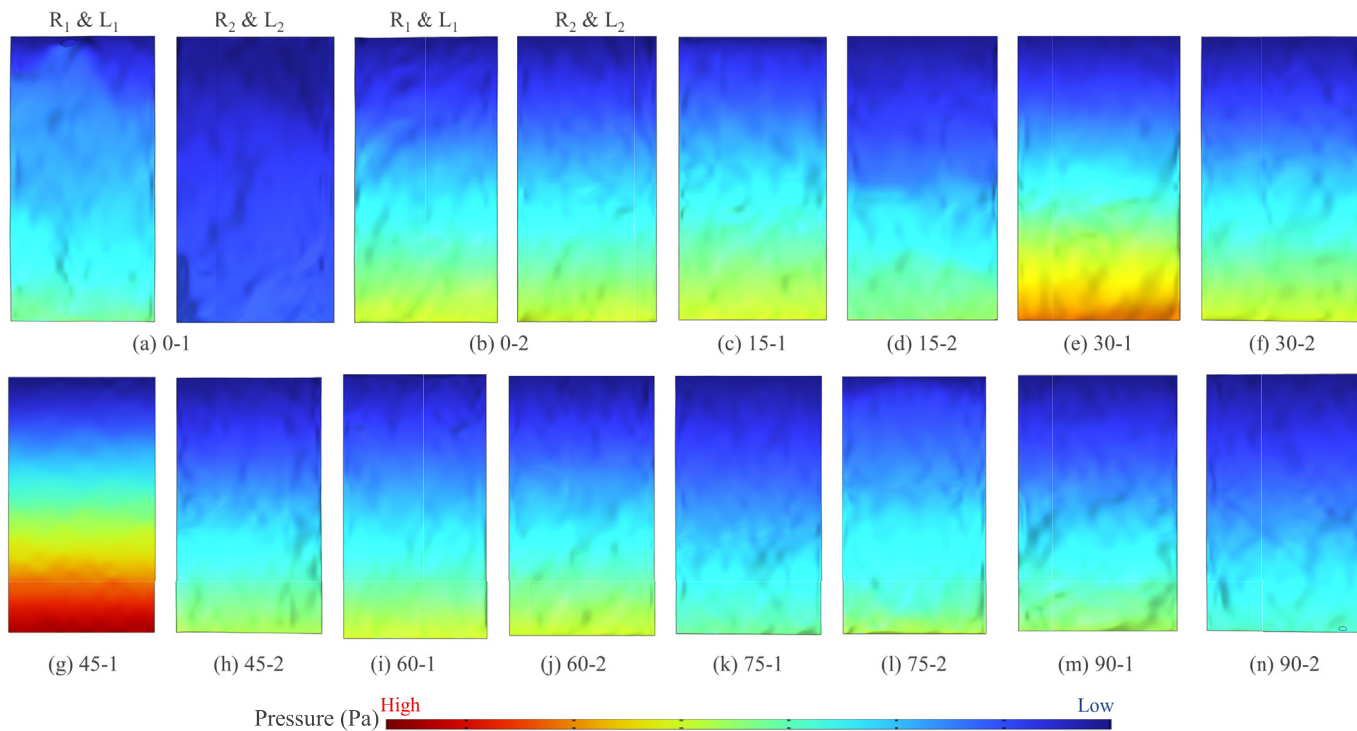 R₁ & L₁ R₂ & L₂ R₁ & L₁ R₂ & L₂
(a) 0-1 (b) 0-2 (c) 15-1 (d) 15-2 (e) 30-1 (f) 30-2
(g) 45-1 (h) 45-2 (i) 60-1 (j) 60-2 (k) 75-1 (l) 75-2 (m) 90-1 (n) 90-2
High Low
Pressure (Pa)